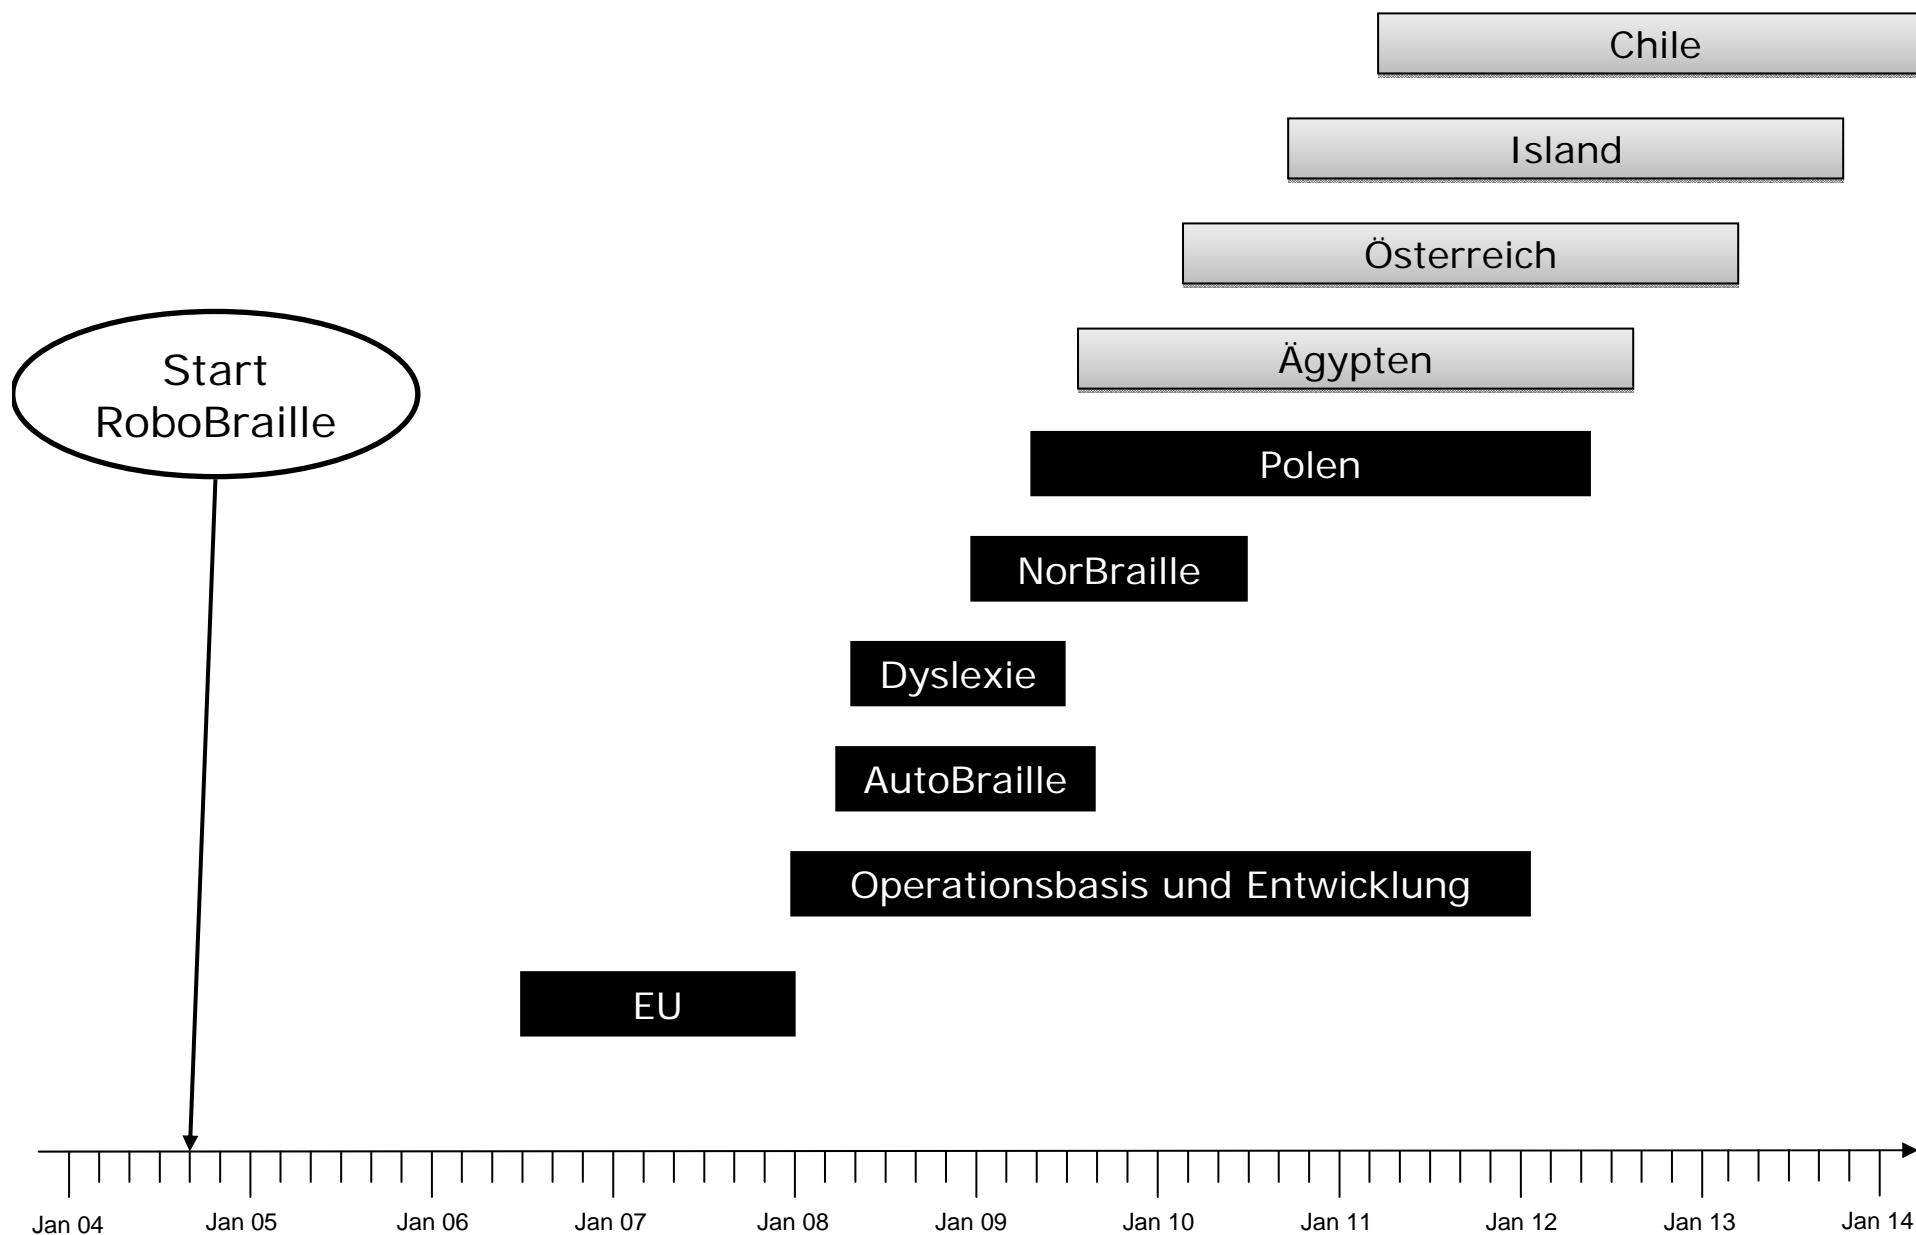 Chile
Island
Österreich
Start
RoboBraille
Ägypten
Polen
NorBraille
Dyslexie
AutoBraille
Operationsbasis und Entwicklung
EU
Jan 04 Jan 05 Jan 06 Jan 07 Jan 08 Jan 09 Jan 10 Jan 11 Jan 12 Jan 13 Jan 14